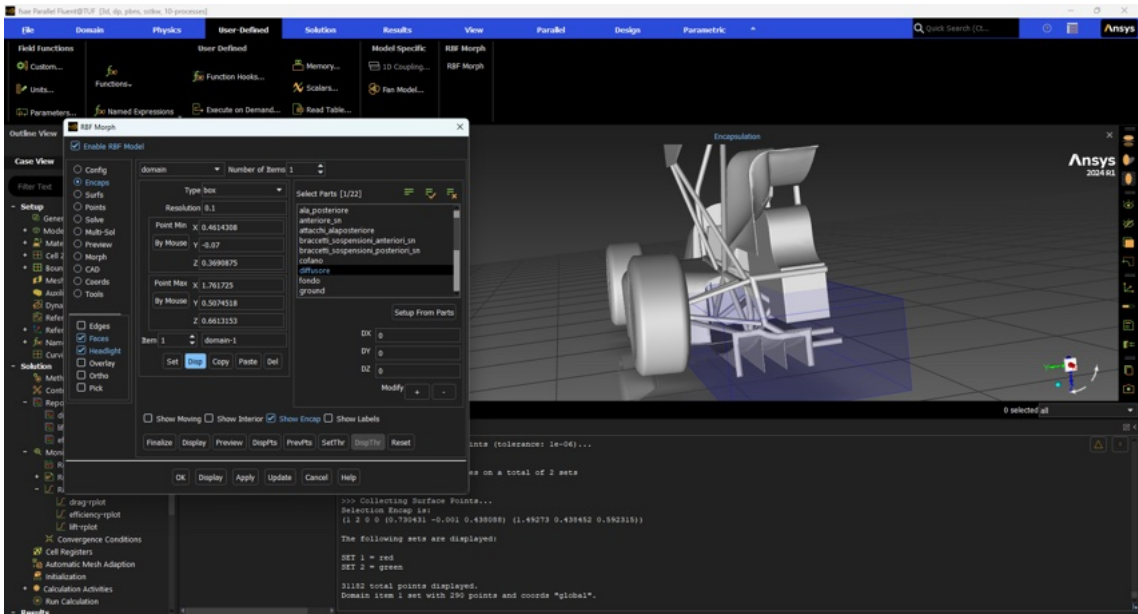 fsae Parallel Fluent@TUF [3d, dp, pbns, sstkw, 10-processes]
File Domain Physics User-Defined Solution Results View Parallel Design Parametric
Quick Search (Ct...
Ansys
Field Functions User Defined Model Specific RBF Morph
Custom...
Units...
Parameters...
Functions
Named Expressions
Function Hooks...
Execute on Demand...
Memory...
Scalars...
Read Table...
1D Coupling...
Fan Model...
RBF Morph
Outline View
Case View
Filter Text
Setup
Solution
drag-rplot
efficiency-rplot
lift-rplot
Convergence Conditions
Cell Registers
Automatic Mesh Adaption
Initialization
Calculation Activities
Run Calculation
Results
RBF Morph
Enable RBF Model
Config
Encaps
Surfs
Points
Solve
Multi-Sol
Preview
Morph
CAD
Coords
Tools
Edges
Faces
Headlight
Overlay
Ortho
Pick
domain Number of Items 1
Type box
Resolution 0.1
Point Min X 0.4614308
By Mouse Y -0.07
Z 0.3690875
Point Max X 1.761725
By Mouse Y 0.5074518
Z 0.6613153
Item 1 domain-1
Set Disp Copy Paste Del
Select Parts [1/22]
ala_posteriore
anteriore_sn
attacchi_alaposteriore
braccetti_sospensioni_anteriori_sn
braccetti_sospensioni_posteriori_sn
cofano
diffusore
fondo
ground
Setup From Parts
DX 0
DY 0
DZ 0
Modify + -
Show Moving Show Interior Show Encap Show Labels
Finalize Display Preview DispPts PrevPts SetThr DispThr Reset
OK Display Apply Update Cancel Help
Encapsulation
Ansys
2024 R1
0 selected all
ints (tolerance: 1e-06)...
es on a total of 2 sets
>>> Collecting Surface Points...
Selection Encap is:
(1 2 0 0 (0.730431 -0.001 0.438088) (1.49273 0.438452 0.592315))
The following sets are displayed:
SET 1 = red
SET 2 = green
31182 total points displayed.
Domain item 1 set with 290 points and coords "global".